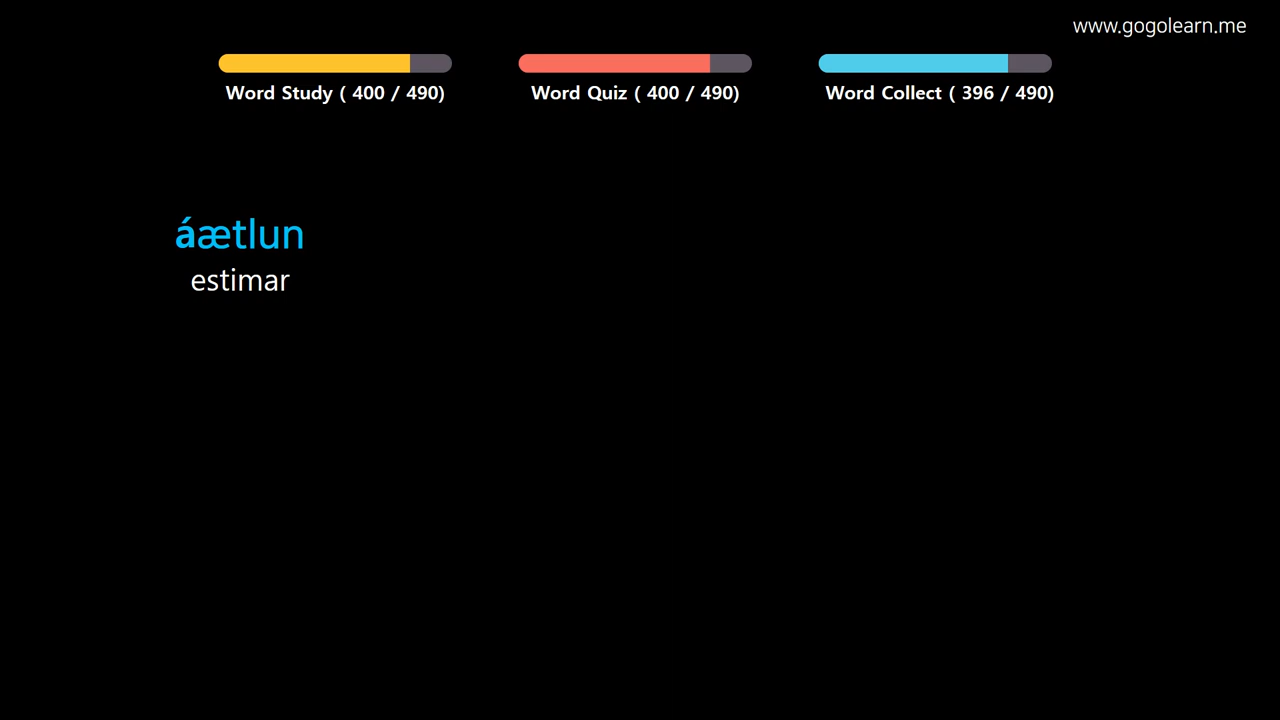 www.gogolearn.me
Word Study ( 400 / 490)
Word Quiz ( 400 / 490)
Word Collect ( 396 / 490)
áætlun
estimar